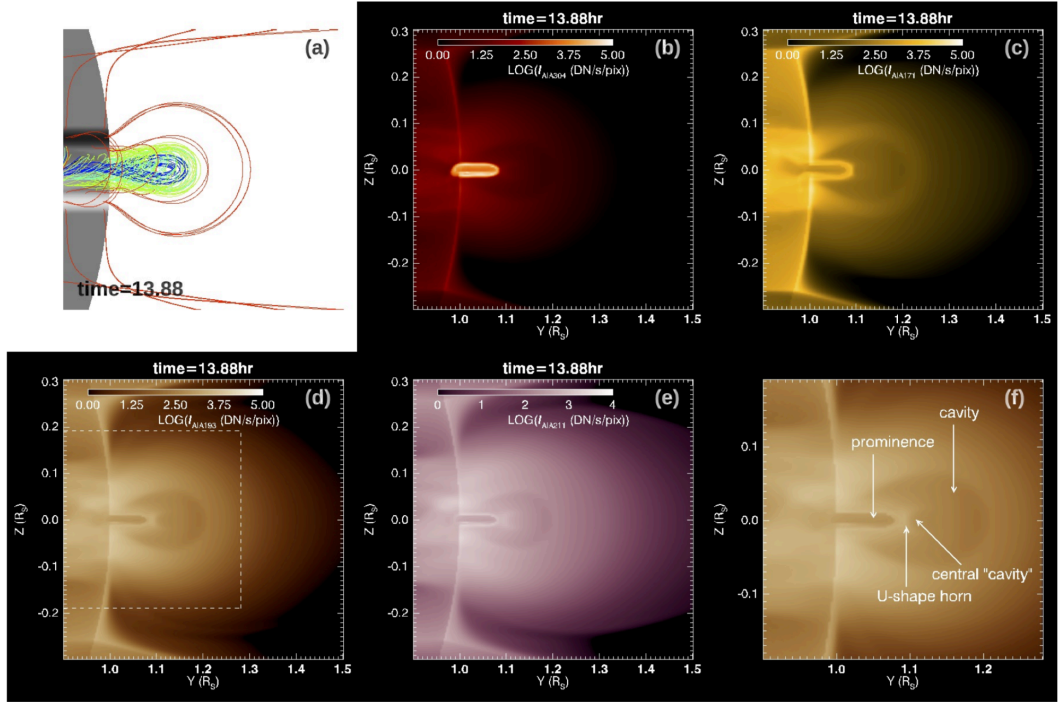 (a)
time=13.88
time=13.88hr
(b)
0.00 1.25 2.50 3.75 5.00
LOG(I_AIA304 (DN/s/pix))
0.3
0.2
0.1
0.0
-0.1
-0.2
Z (R_S)
1.0 1.1 1.2 1.3 1.4 1.5
Y (R_S)
time=13.88hr
(c)
0.00 1.25 2.50 3.75 5.00
LOG(I_AIA171 (DN/s/pix))
0.3
0.2
0.1
0.0
-0.1
-0.2
Z (R_S)
1.0 1.1 1.2 1.3 1.4 1.5
Y (R_S)
time=13.88hr
(d)
0.00 1.25 2.50 3.75 5.00
LOG(I_AIA193 (DN/s/pix))
0.3
0.2
0.1
0.0
-0.1
-0.2
Z (R_S)
1.0 1.1 1.2 1.3 1.4 1.5
Y (R_S)
time=13.88hr
(e)
0 1 2 3 4
LOG(I_AIA211 (DN/s/pix))
0.3
0.2
0.1
0.0
-0.1
-0.2
Z (R_S)
1.0 1.1 1.2 1.3 1.4 1.5
Y (R_S)
(f)
cavity
prominence
central "cavity"
U-shape horn
0.1
0.0
-0.1
Z (R_S)
1.0 1.1 1.2
Y (R_S)